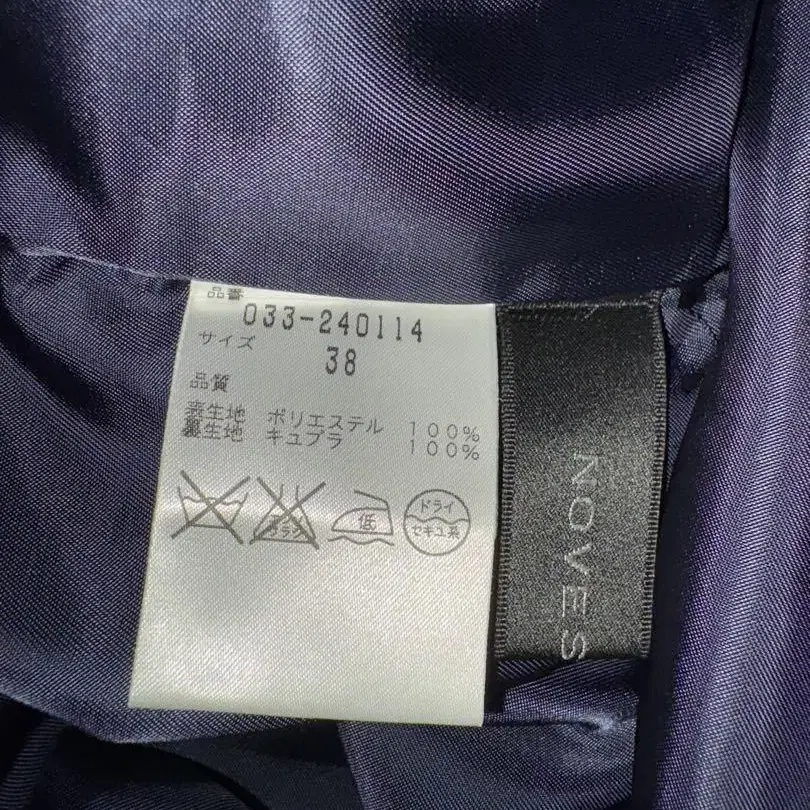 品番
033-240114
サイズ
38
品質
表生地 ポリエステル 100%
裏生地 キュプラ 100%
低
ドライ
セキユ系
NOVES